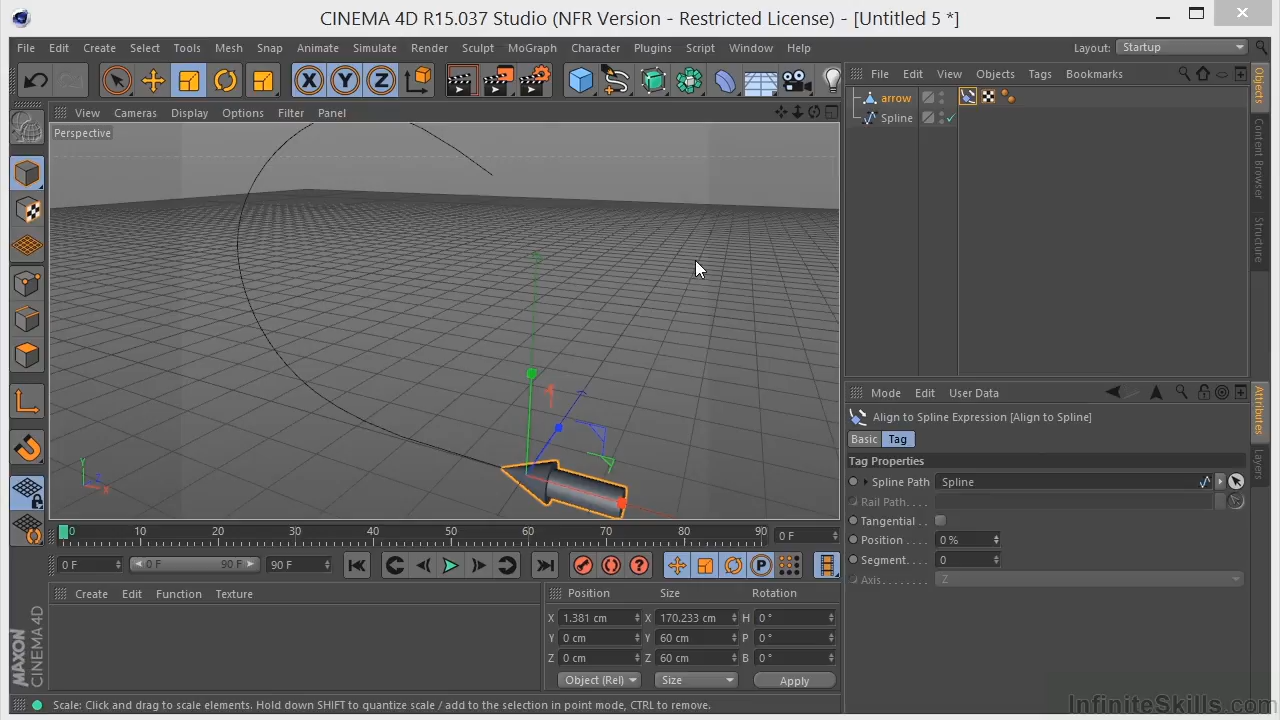 CINEMA 4D R15.037 Studio (NFR Version - Restricted License) - [Untitled 5 *]
File Edit Create Select Tools Mesh Snap Animate Simulate Render Sculpt MoGraph Character Plugins Script Window Help Layout: Startup
X Y Z
File Edit View Objects Tags Bookmarks
View Cameras Display Options Filter Panel
Perspective
arrow
Spline
Objects
Content Browser
Structure
Y
X
Mode Edit User Data
Align to Spline Expression [Align to Spline]
Basic Tag
Tag Properties
Spline Path Spline
Rail Path. . . .
Tangential . .
Position . . . 0 %
Segment. . . . 0
Axis. . . . . . . . Z
Attributes
Layers
0 10 20 30 40 50 60 70 80 90 0 F
0 F 0 F 90 F 90 F
P
Create Edit Function Texture
Position Size Rotation
X 1.381 cm X 170.233 cm H 0 °
Y 0 cm Y 60 cm P 0 °
Z 0 cm Z 60 cm B 0 °
Object (Rel) Size Apply
MAXON
CINEMA 4D
Scale: Click and drag to scale elements. Hold down SHIFT to quantize scale / add to the selection in point mode, CTRL to remove.
InfiniteSkills.com